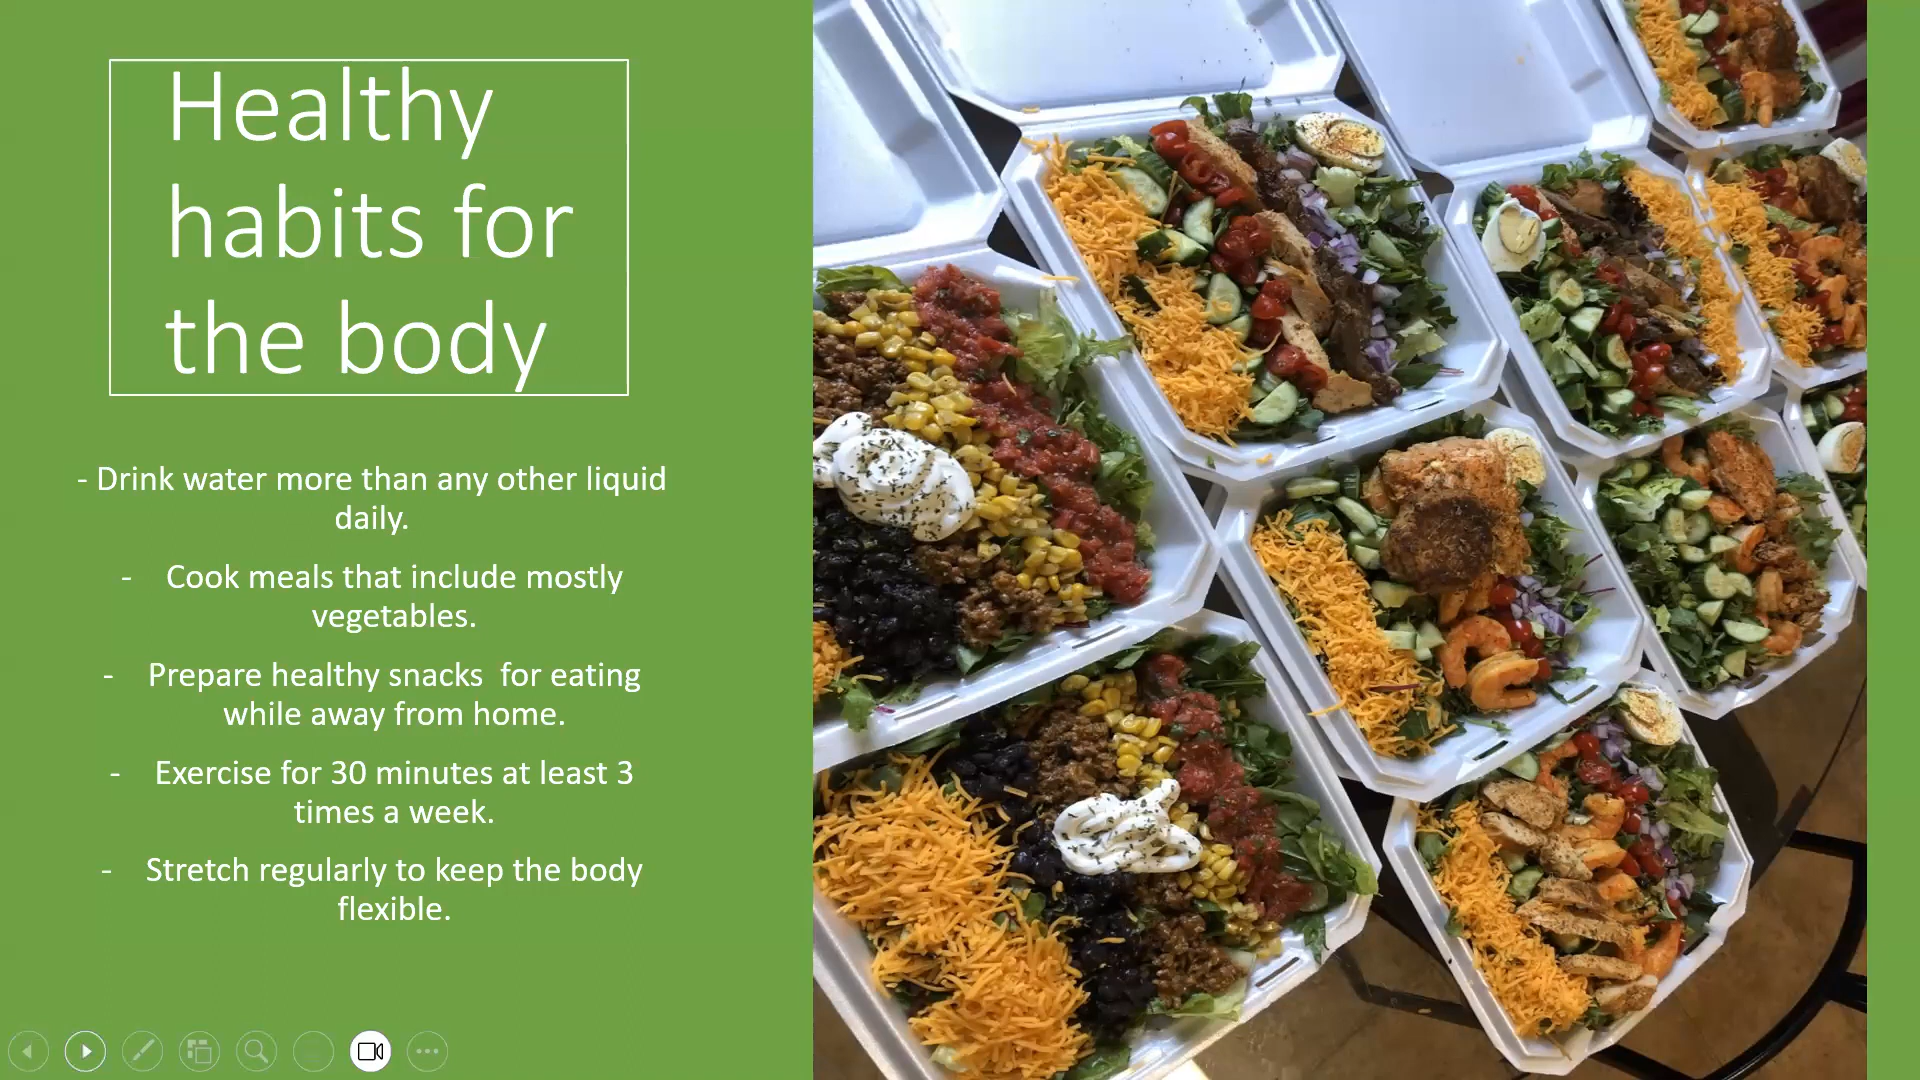 Healthy
habits for
the body
- Drink water more than any other liquid
daily.
- Cook meals that include mostly
vegetables.
- Prepare healthy snacks  for eating
while away from home.
- Exercise for 30 minutes at least 3
times a week.
- Stretch regularly to keep the body
flexible.